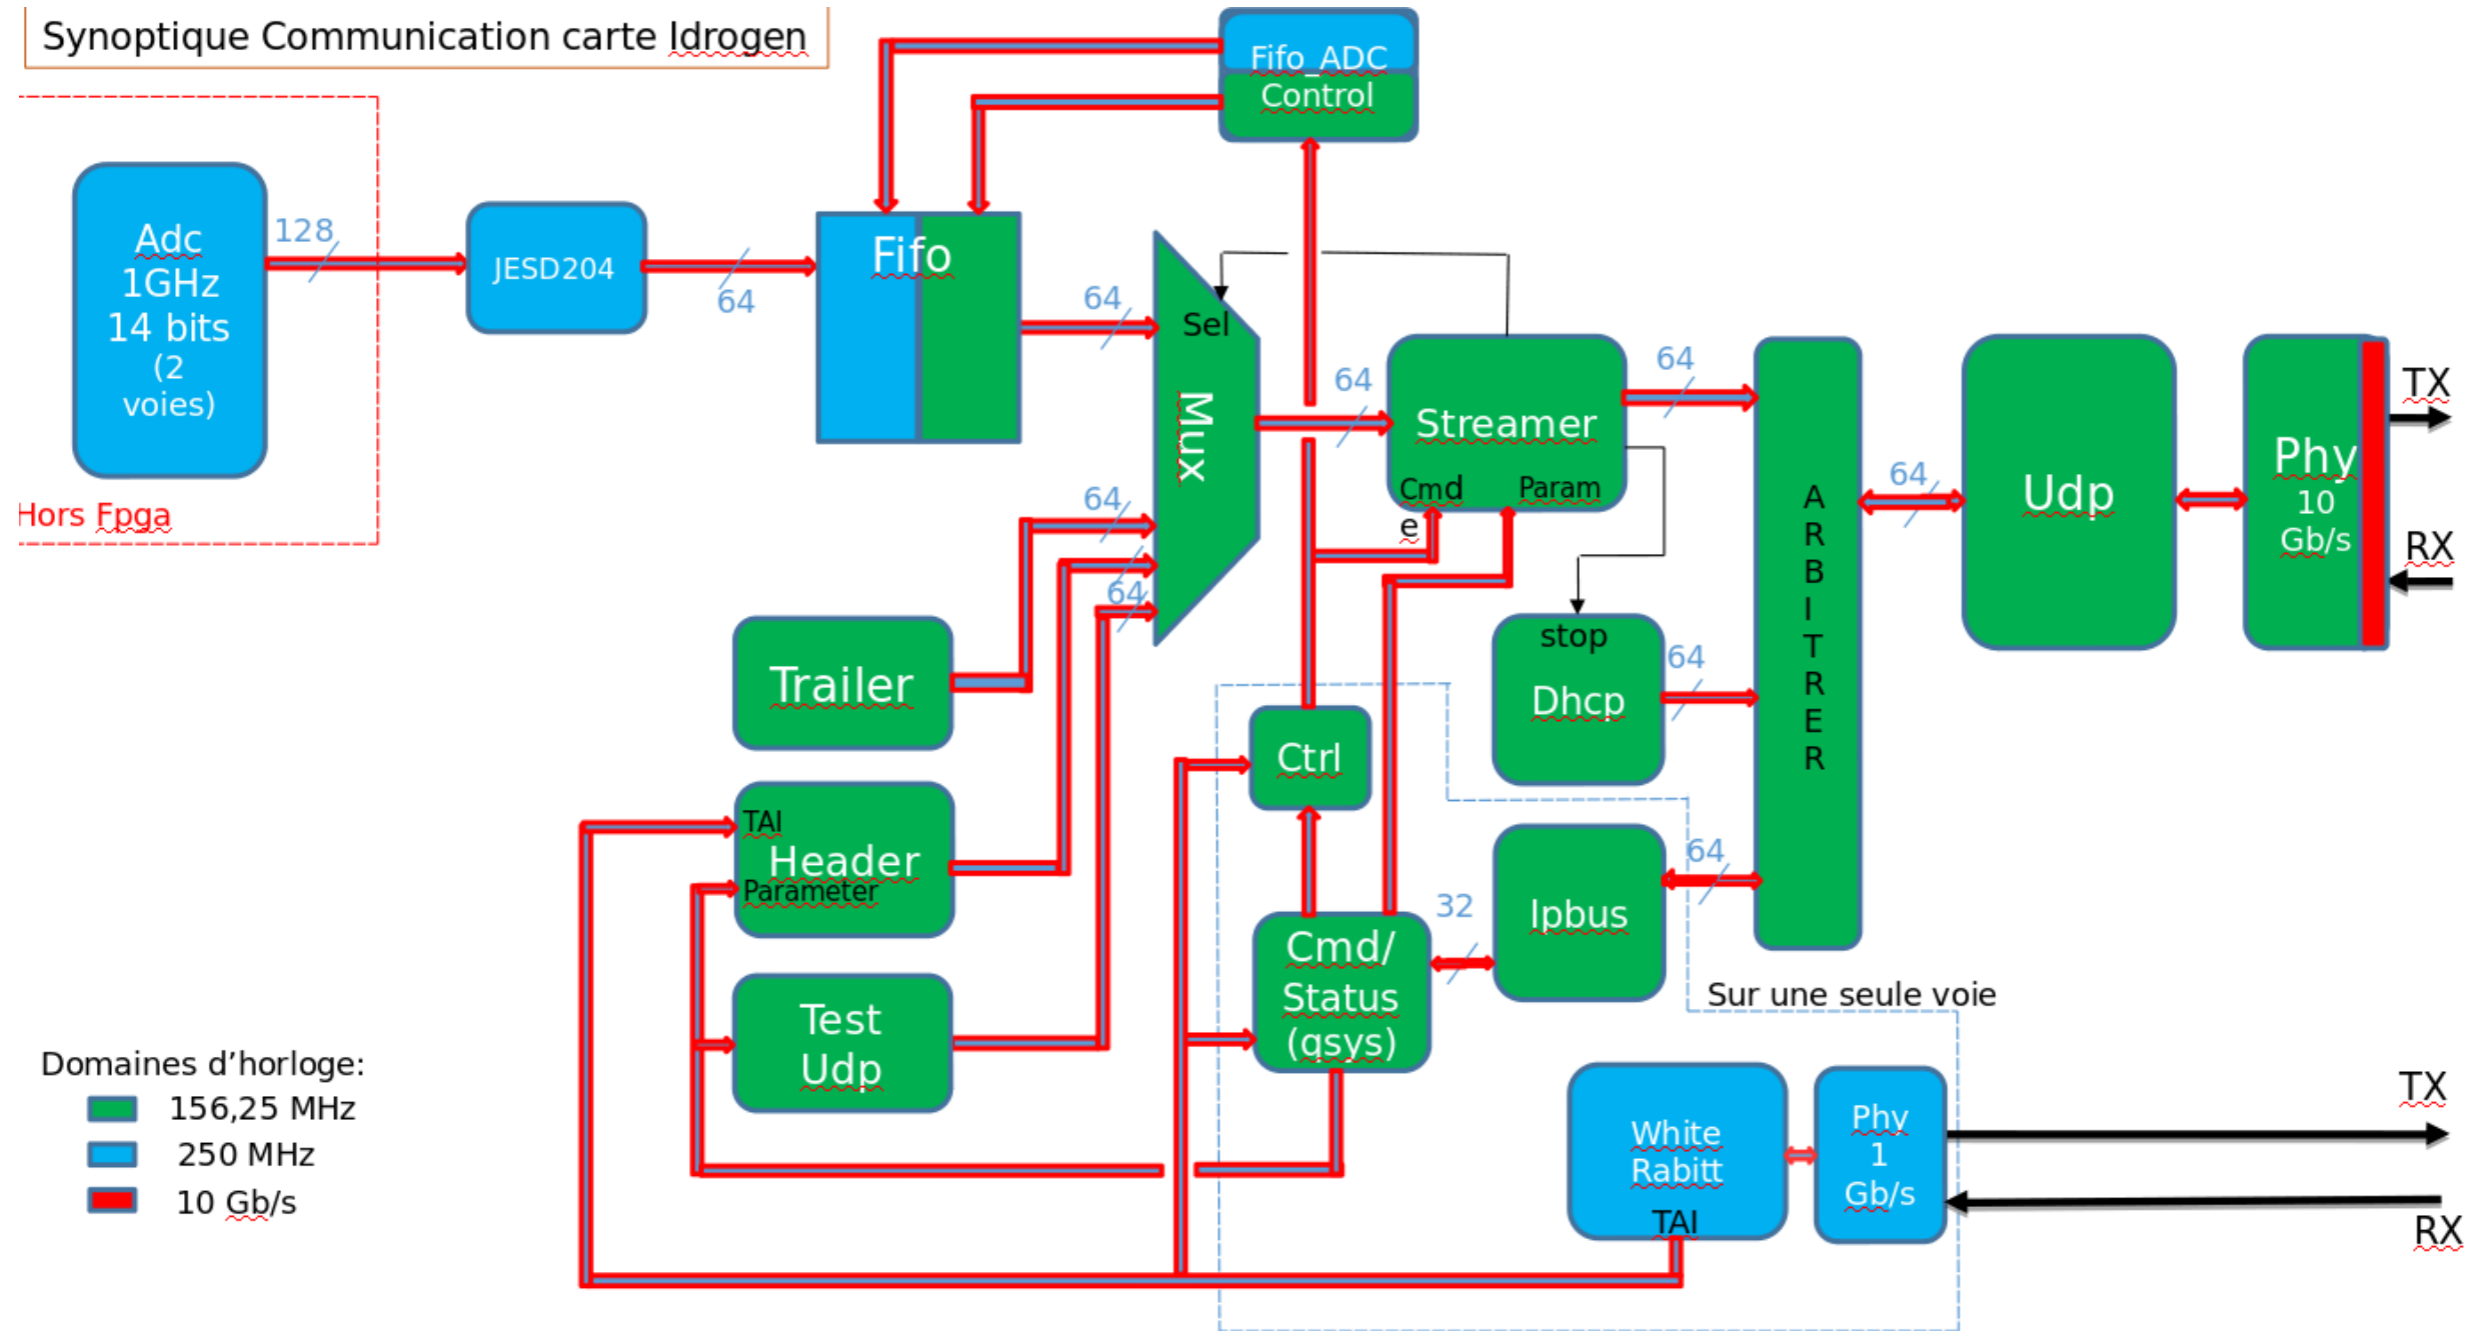 Synoptique Communication carte Idrogen
Fifo_ADC
Control
Adc
1GHz
14 bits
(2
voies)
128
JESD204
64
Fifo
64
Sel
Mux
64
64
64
Streamer
Cmd
e
Param
64
A
R
B
I
T
R
E
R
64
Udp
Phy
10
Gb/s
TX
RX
Hors Fpga
Trailer
stop
Dhcp
64
Ctrl
TAI
Header
Parameter
Ipbus
64
32
Cmd/
Status
(qsys)
Test
Udp
Sur une seule voie
Domaines d’horloge:
156,25 MHz
250 MHz
10 Gb/s
White
Rabitt
TAI
Phy
1
Gb/s
TX
RX